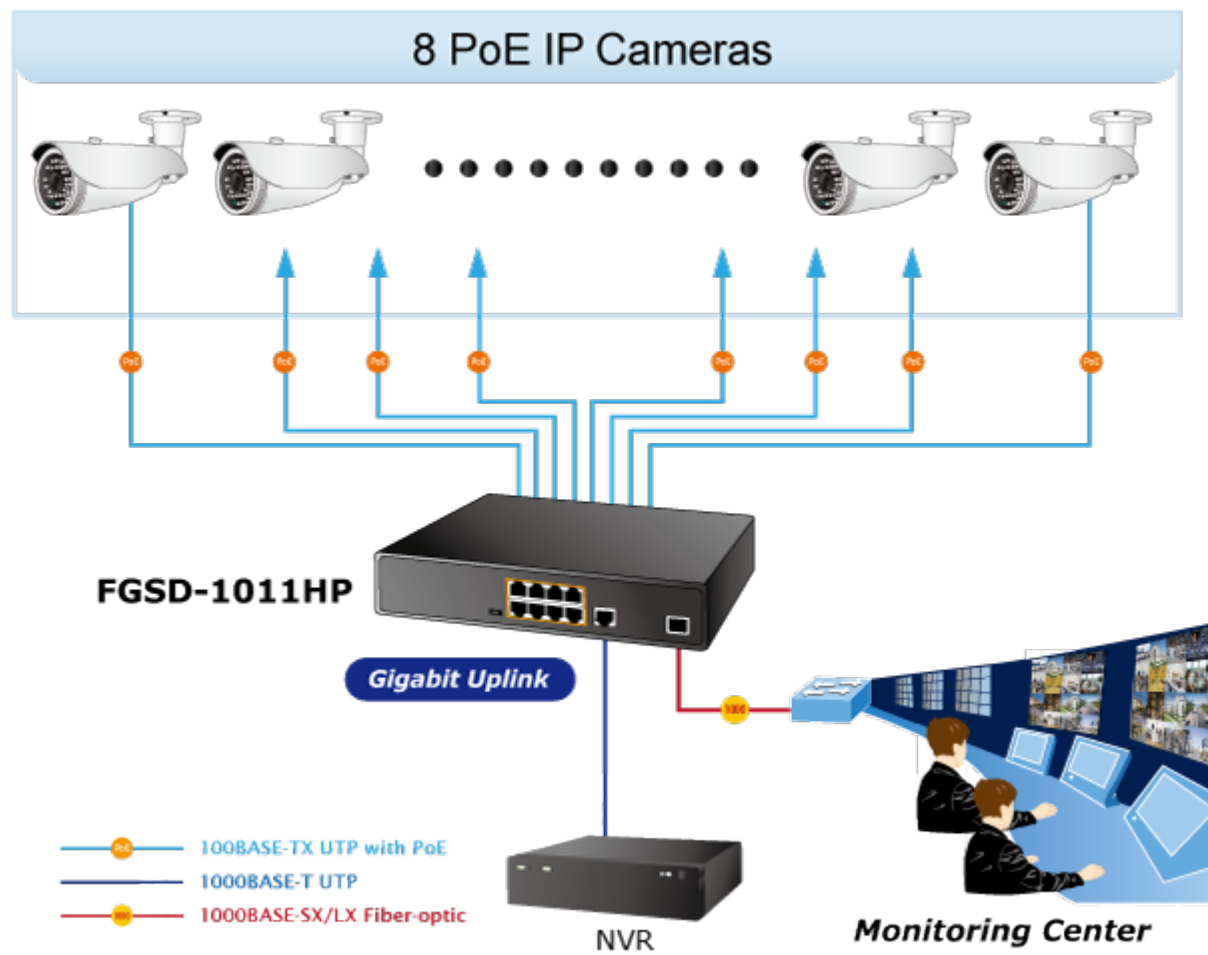 8 PoE IP Cameras
PoE PoE PoE PoE PoE PoE PoE PoE
FGSD-1011HP
Gigabit Uplink
1000
PoE 100BASE-TX UTP with PoE
1000BASE-T UTP
1000BASE-SX/LX Fiber-optic
NVR
Monitoring Center